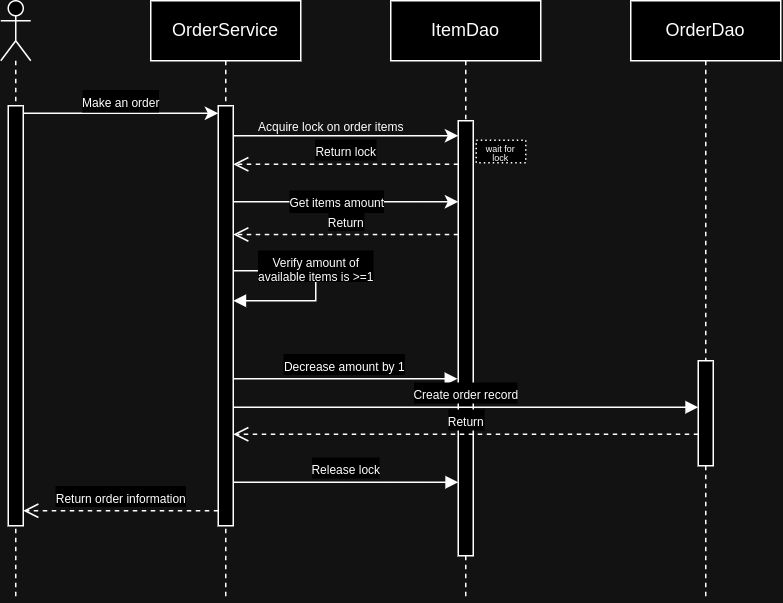 OrderService
ItemDao
OrderDao
Make an order
Acquire lock on order items
Return lock
wait for
lock
Get items amount
Return
Verify amount of
available items is >=1
Decrease amount by 1
Create order record
Return
Release lock
Return order information